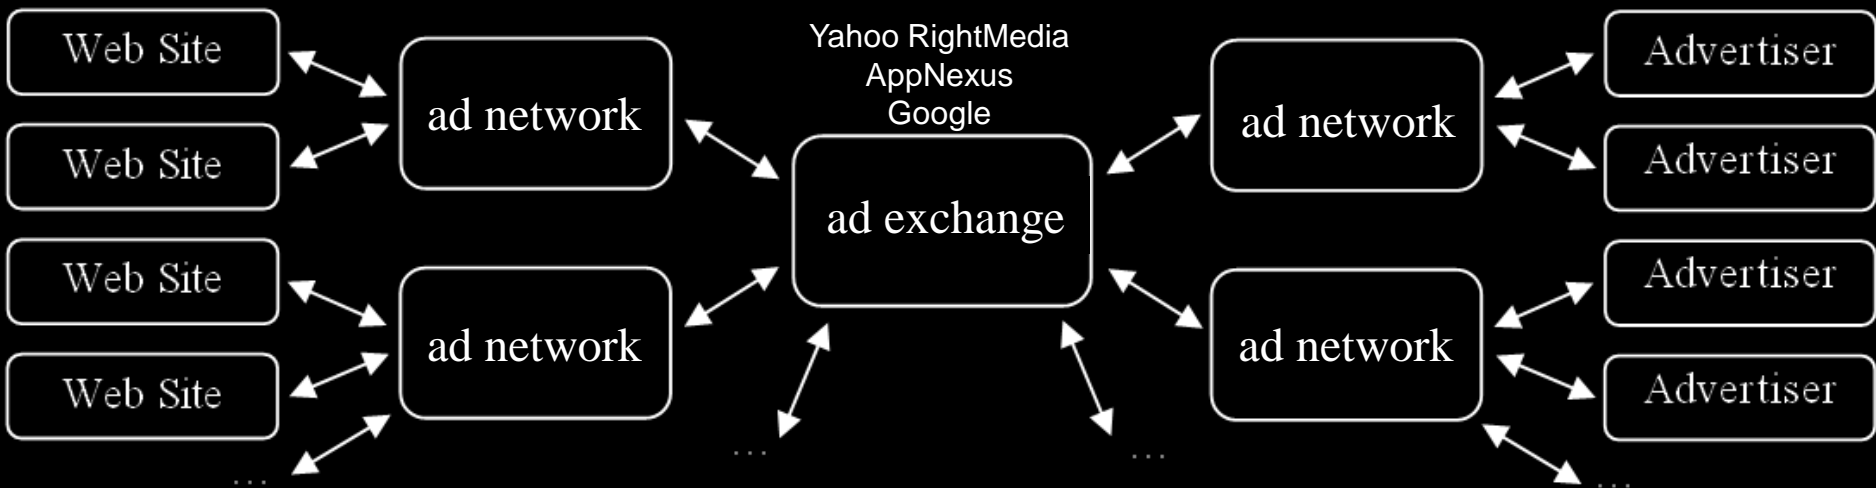 Web Site
Web Site
Web Site
Web Site
...
ad network
ad network
Yahoo RightMedia
AppNexus
Google
ad exchange
...
...
ad network
ad network
Advertiser
Advertiser
Advertiser
Advertiser
...